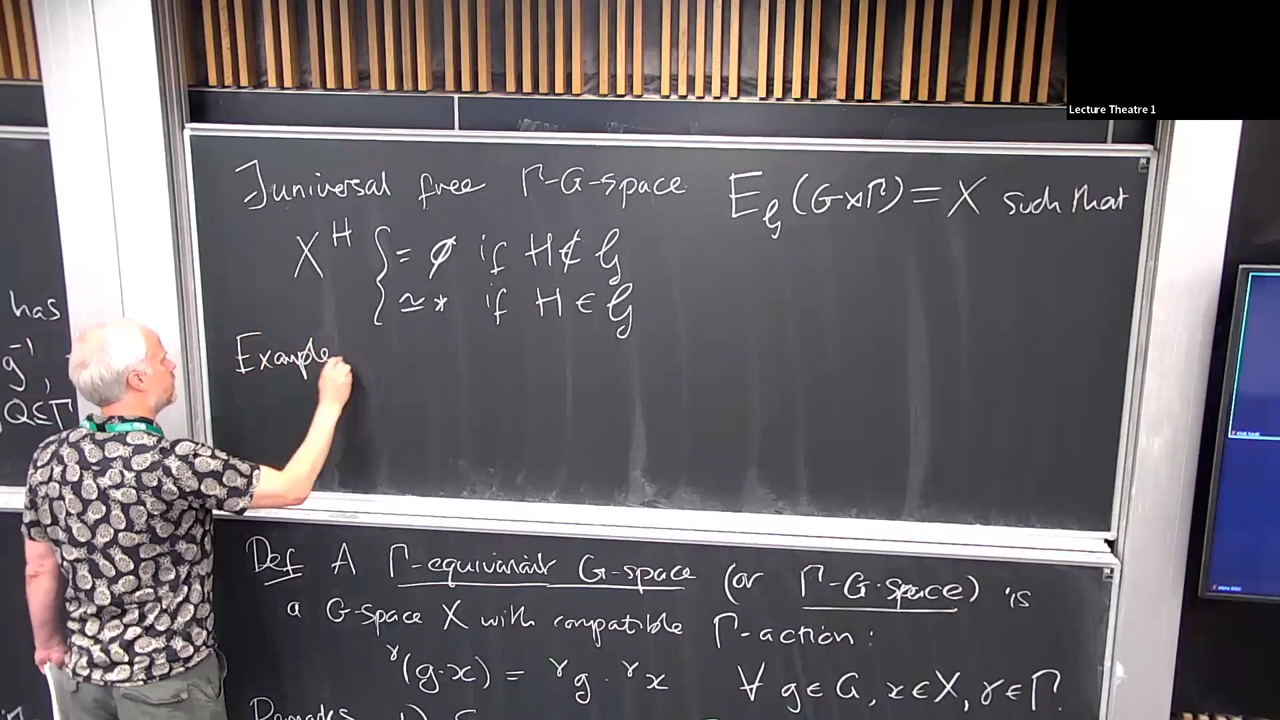 Lecture Theatre 1
∃ universal free Γ-G-space E_𝒢(G⋊Γ) = X such that
X^H { = ∅ if H ∉ 𝒢
≃ * if H ∈ 𝒢
Example
has
g⁻¹,
Q≤Γ
Def A Γ-equivariant G-space (or Γ-G-space) is
a G-space X with compatible Γ-action:
^γ(g·x) = ^γg · ^γx ∀ g∈G, x∈X, γ∈Γ.